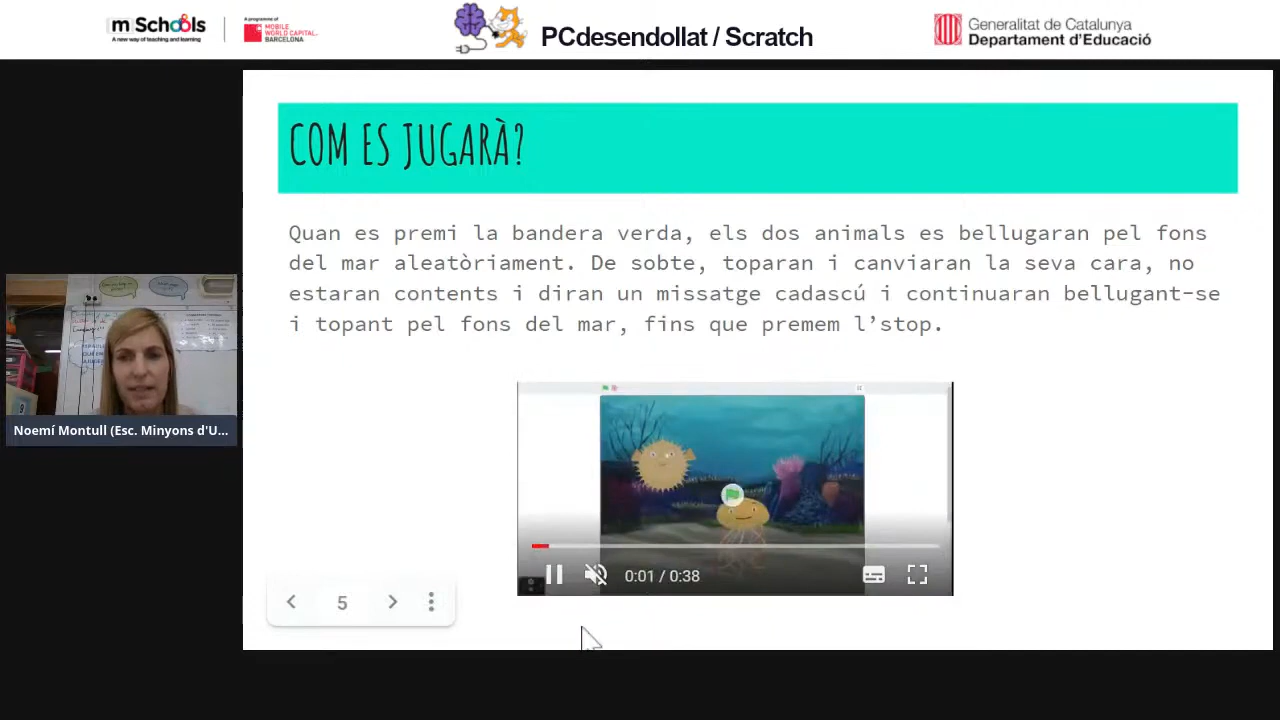 mSchools
A new way of teaching and learning
A programme of
MOBILE
WORLD CAPITAL
BARCELONA
PCdesendollat / Scratch
Generalitat de Catalunya
Departament d'Educació
COM ES JUGARÀ?
Quan es premi la bandera verda, els dos animals es bellugaran pel fons
del mar aleatòriament. De sobte, toparan i canviaran la seva cara, no
estaran contents i diran un missatge cadascú i continuaran bellugant-se
i topant pel fons del mar, fins que premem l’stop.
Noemí Montull (Esc. Minyons d'U...
0:01 / 0:38
5